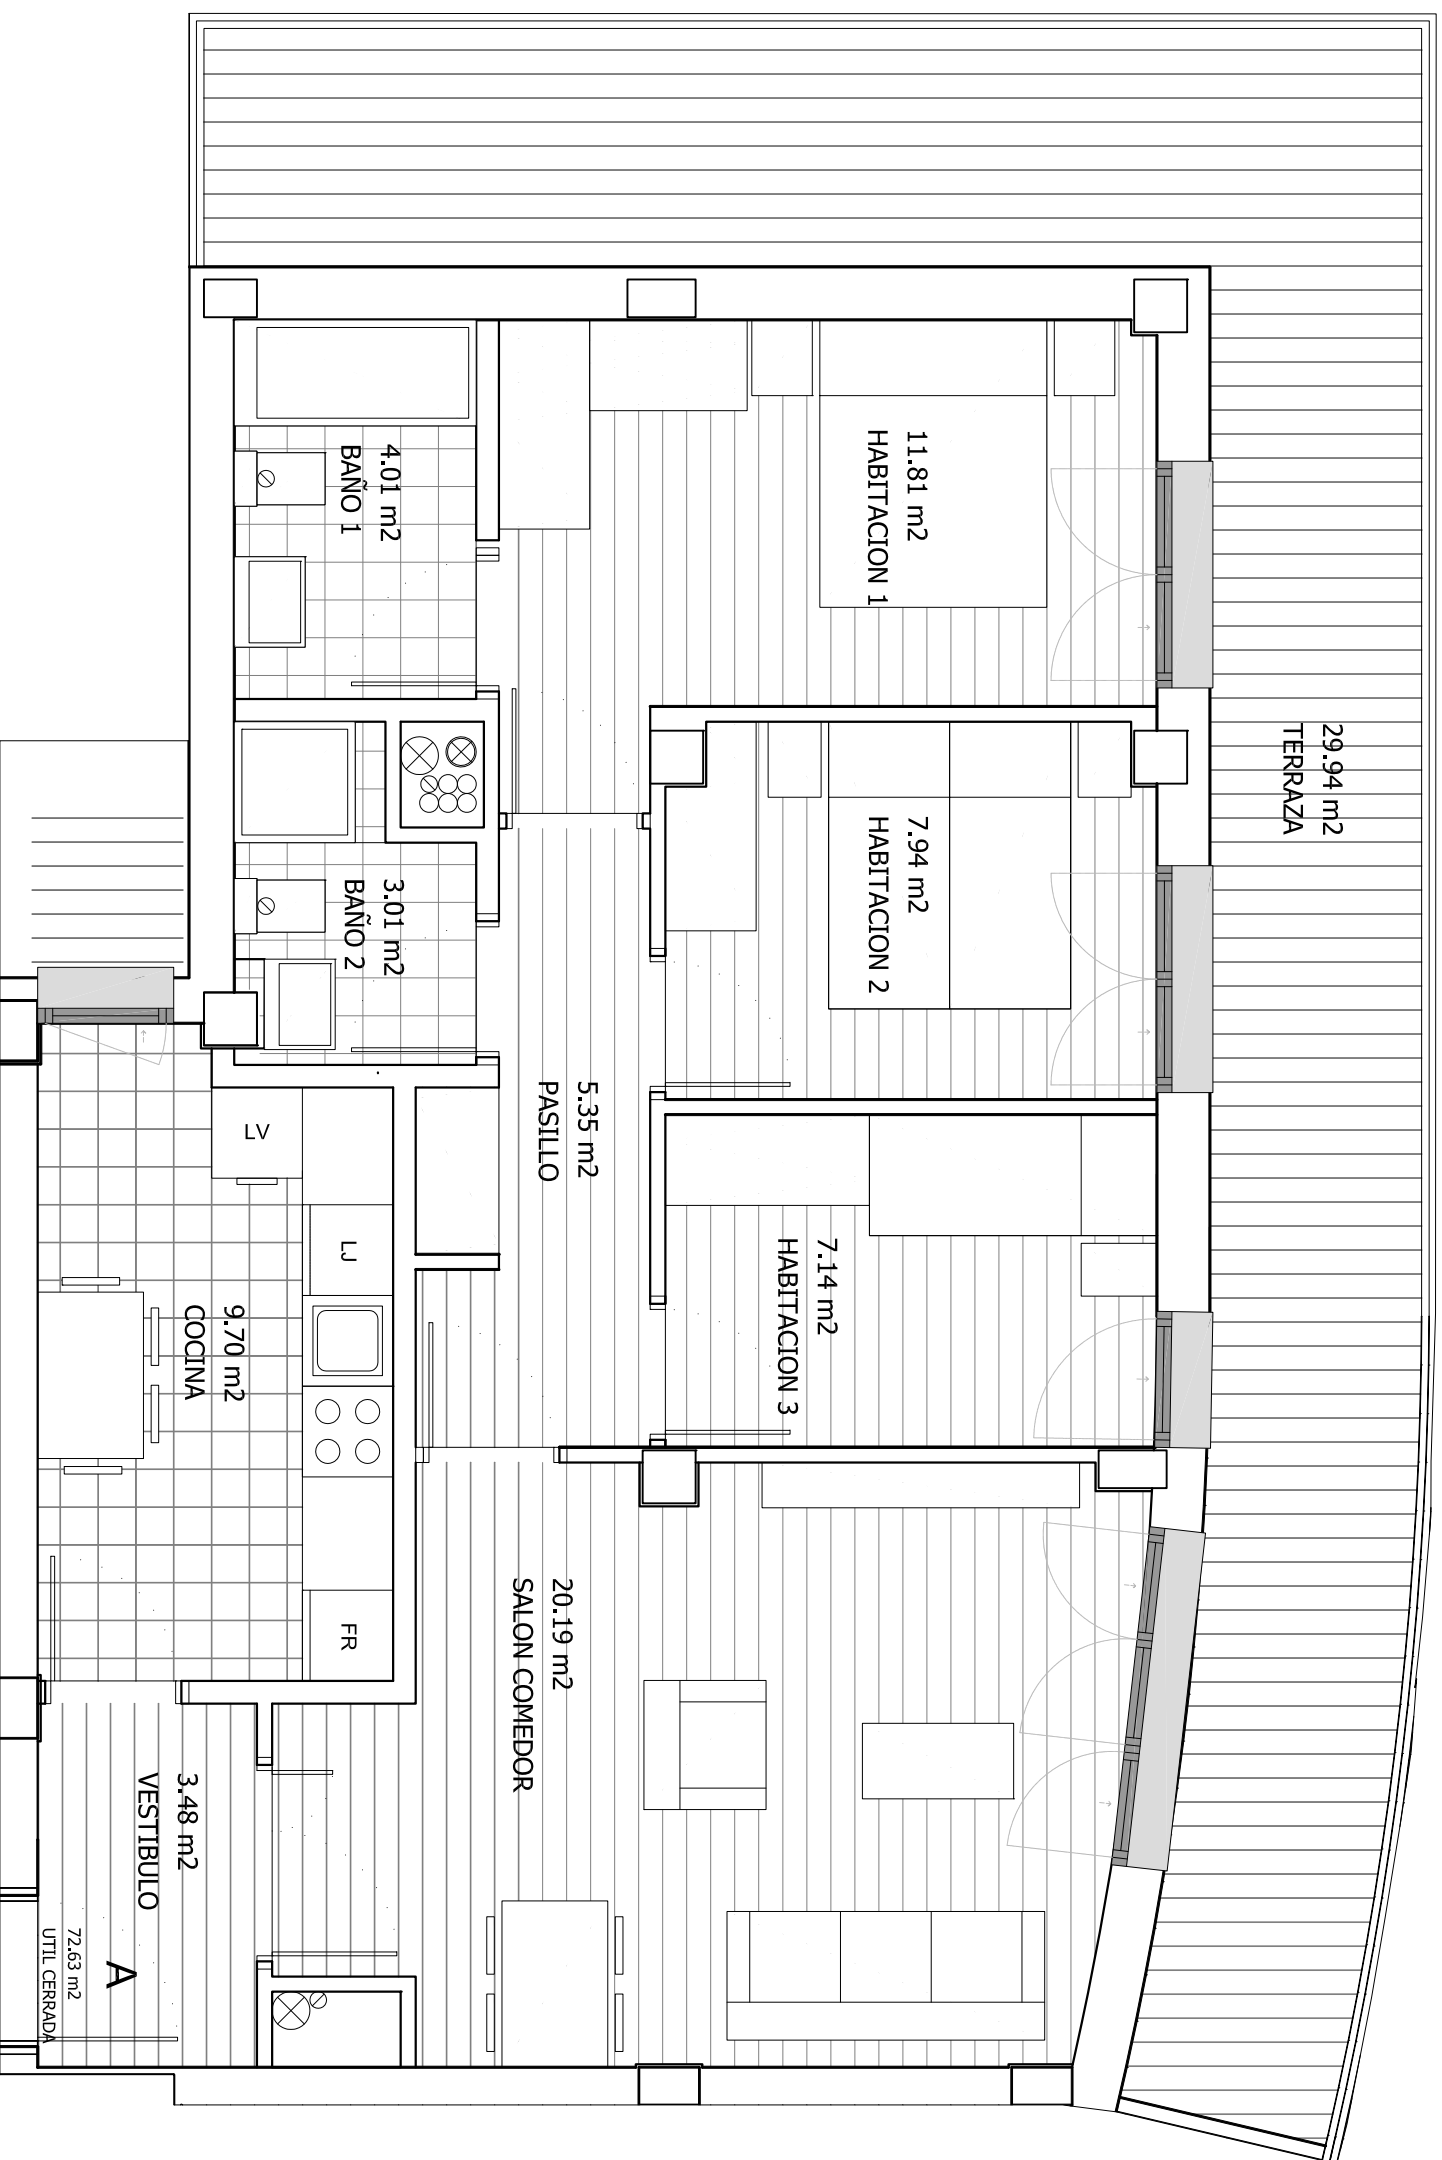 29.94 m2
TERRAZA
11.81 m2
HABITACION 1
4.01 m2
BAÑO 1
7.94 m2
HABITACION 2
3.01 m2
BAÑO 2
5.35 m2
PASILLO
7.14 m2
HABITACION 3
LV
LJ
9.70 m2
COCINA
FR
20.19 m2
SALON COMEDOR
3.48 m2
VESTIBULO
A
72.63 m2
UTIL CERRADA